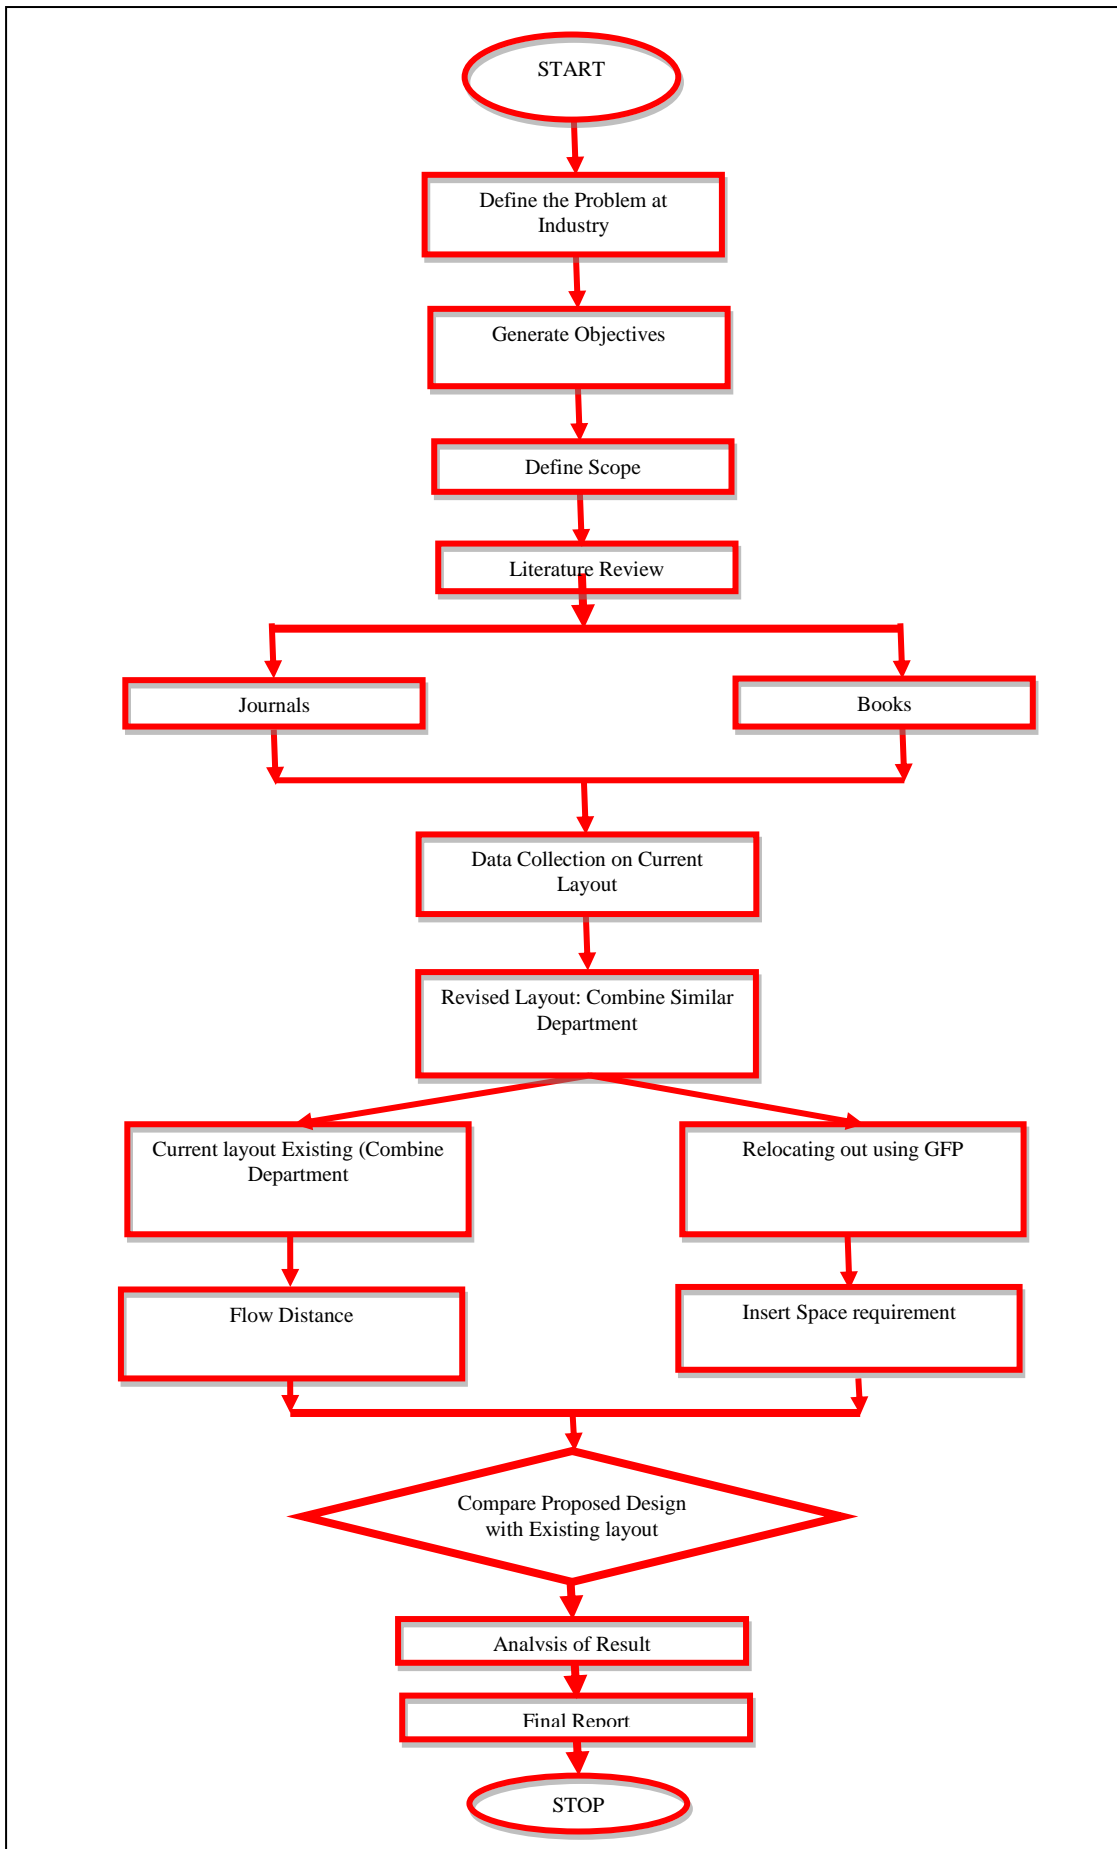 START
Define the Problem at
Industry
Generate Objectives
Define Scope
Literature Review
Journals
Books
Data Collection on Current
Layout
Revised Layout: Combine Similar
Department
Current layout Existing (Combine
Department
Relocating out using GFP
Flow Distance
Insert Space requirement
Compare Proposed Design
with Existing layout
Analysis of Result
Final Report
STOP